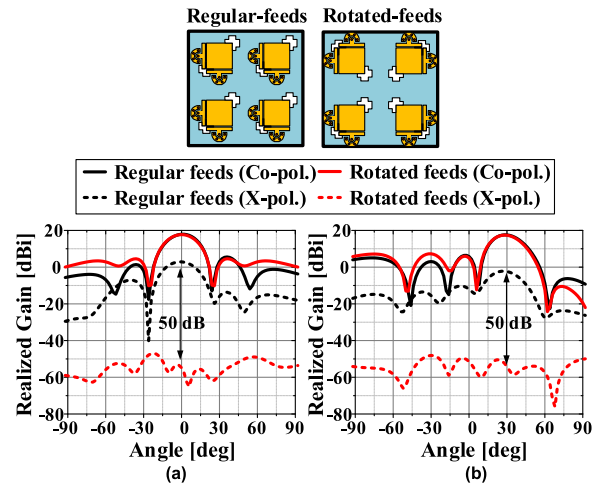 Regular-feeds Rotated-feeds
Regular feeds (Co-pol.) Rotated feeds (Co-pol.)
Regular feeds (X-pol.) Rotated feeds (X-pol.)
Realized Gain [dBi]
20
0
-20
-40
-60
-80
50 dB
-90 -60 -30 0 30 60 90
Angle [deg]
(a)
Realized Gain [dBi]
20
0
-20
-40
-60
-80
50 dB
-90 -60 -30 0 30 60 90
Angle [deg]
(b)